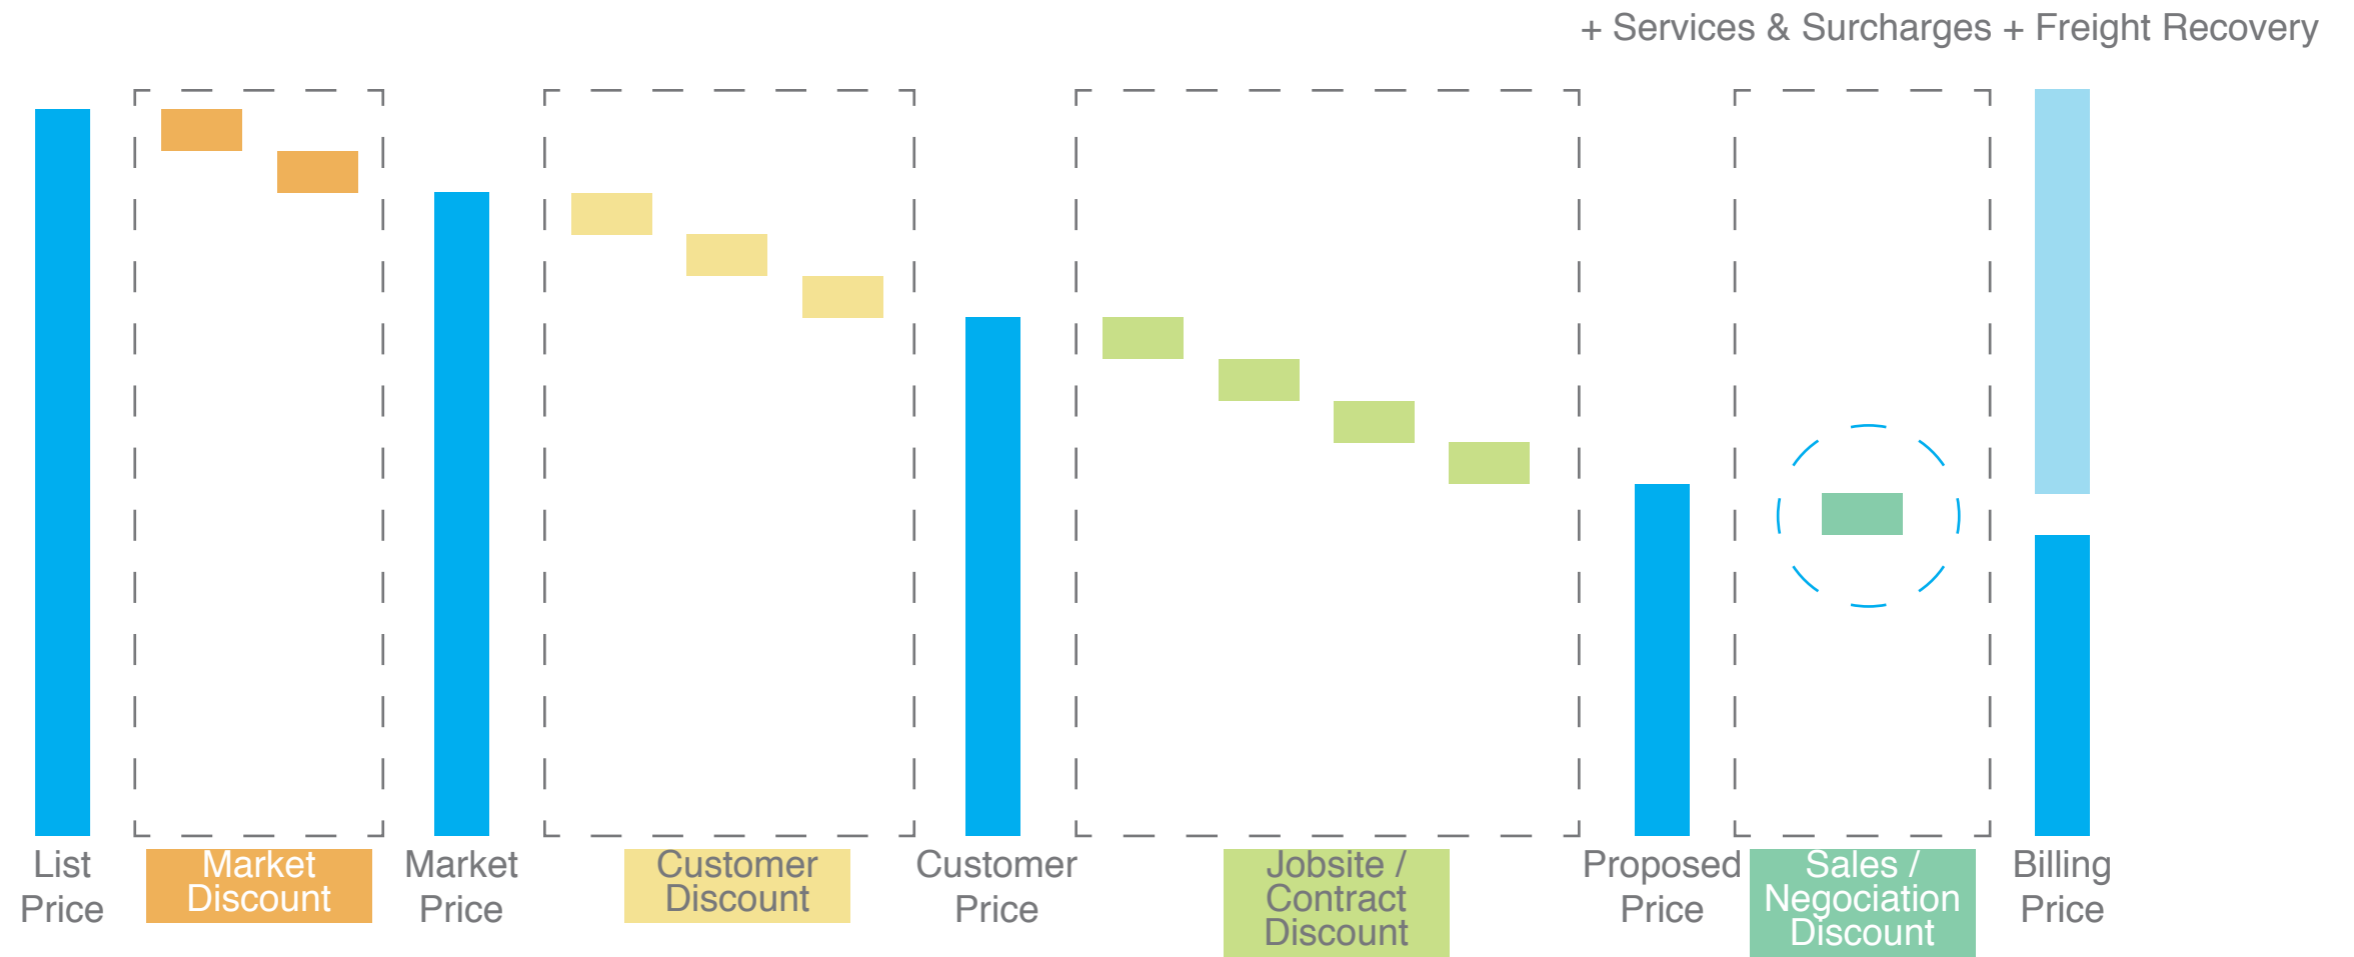 + Services & Surcharges + Freight Recovery
List
Price
Market
Discount
Market
Price
Customer
Discount
Customer
Price
Jobsite /
Contract
Discount
Proposed
Price
Sales /
Negociation
Discount
Billing
Price